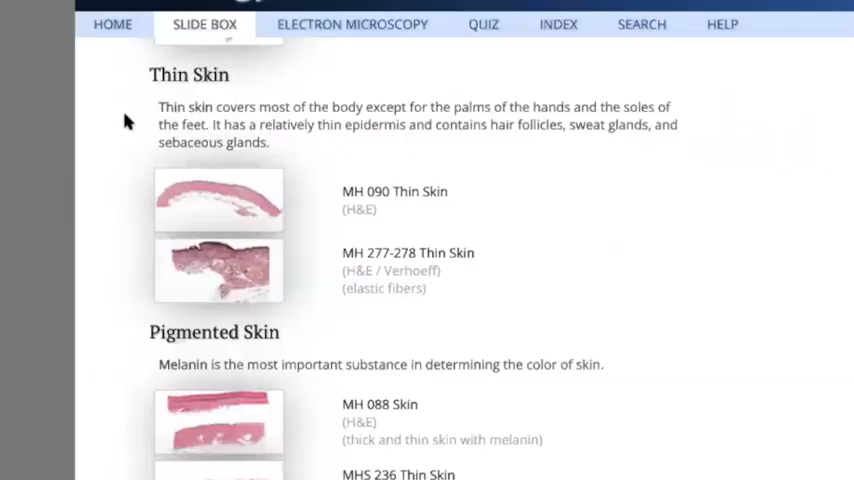 HOME SLIDE BOX ELECTRON MICROSCOPY QUIZ INDEX SEARCH HELP
Thin Skin
Thin skin covers most of the body except for the palms of the hands and the soles of
the feet. It has a relatively thin epidermis and contains hair follicles, sweat glands, and
sebaceous glands.
MH 090 Thin Skin
(H&E)
MH 277-278 Thin Skin
(H&E / Verhoeff)
(elastic fibers)
Pigmented Skin
Melanin is the most important substance in determining the color of skin.
MH 088 Skin
(H&E)
(thick and thin skin with melanin)
MHS 236 Thin Skin